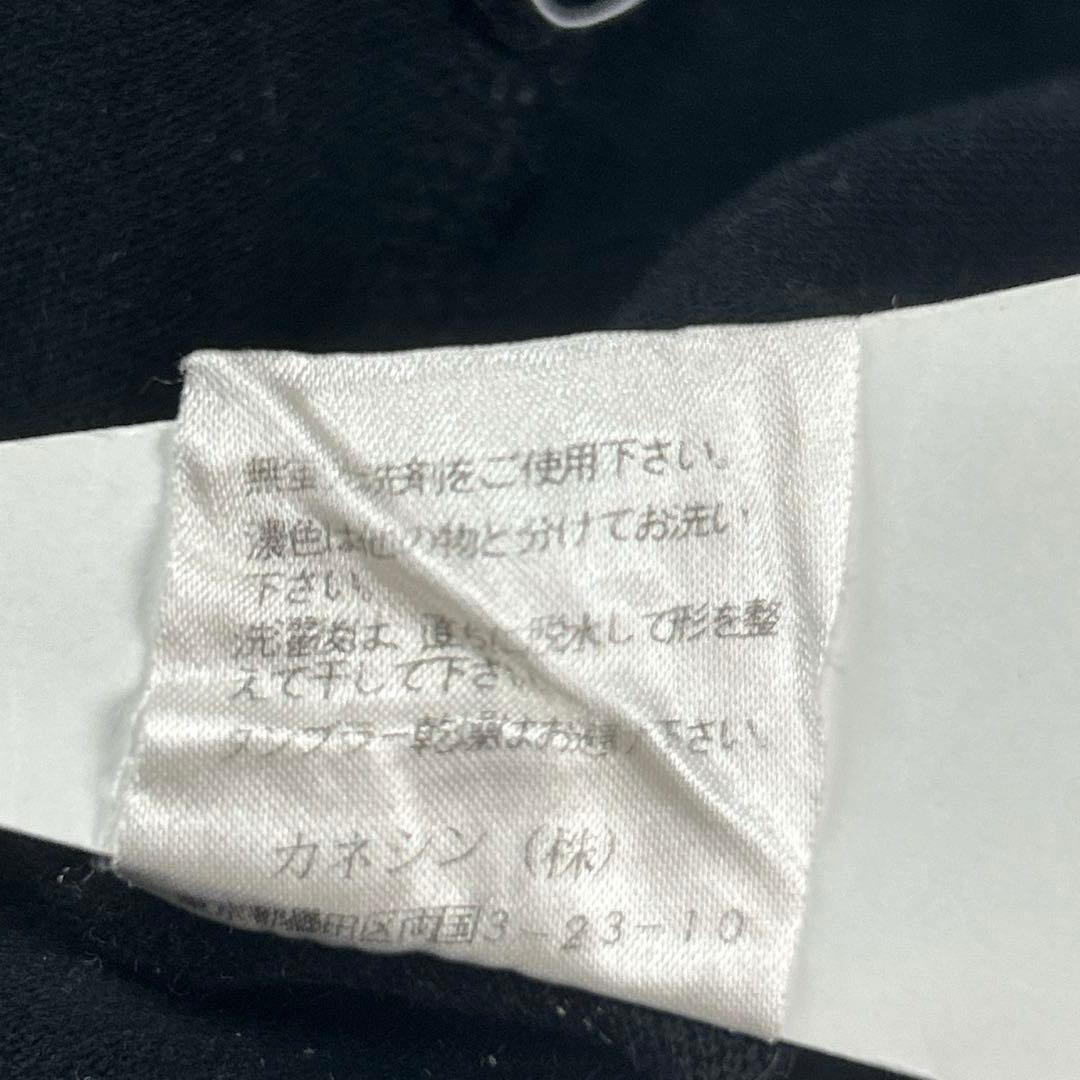 無 洗剤をご使用下さい。
濃色は他の物と分けてお洗い
下さい。
洗濯後は、直ちに脱水して形を整
えて干して下さい
タンブラー乾燥はお避け下さい。
カネシン(株)
東京都墨田区両国3-23-10